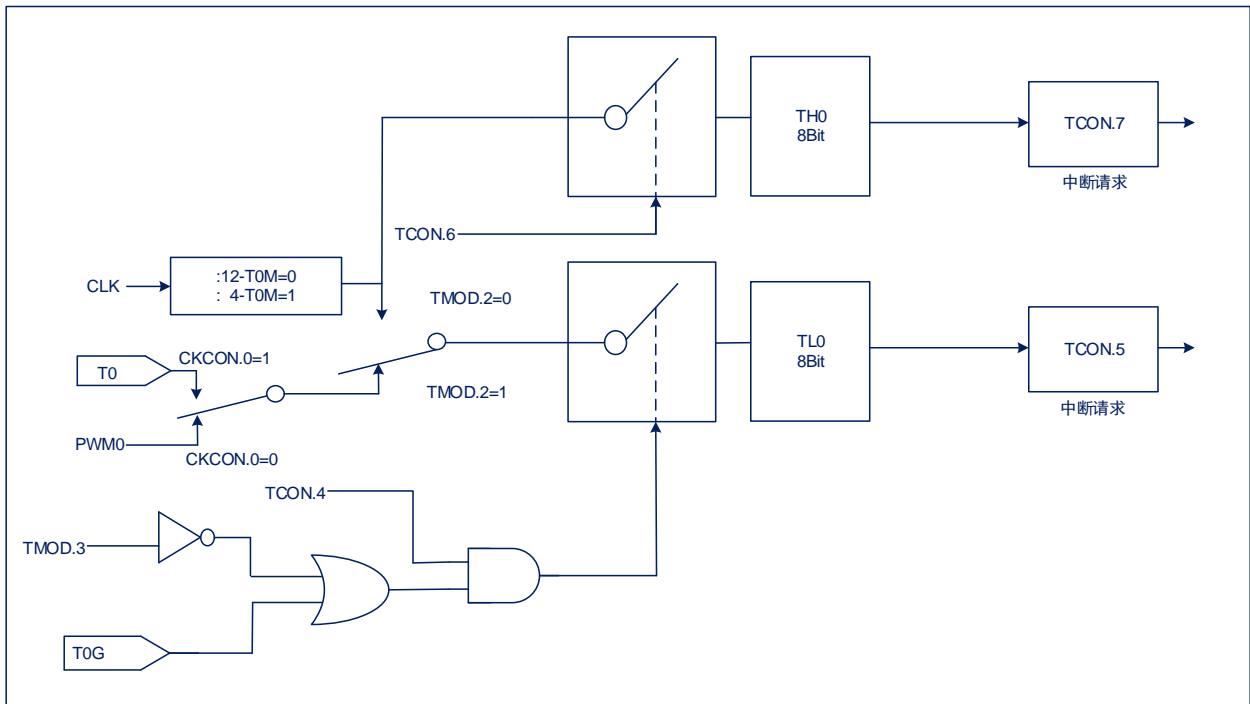 TH0
8Bit
TCON.7
中断请求
TCON.6
CLK
:12-T0M=0
: 4-T0M=1
TMOD.2=0
TL0
8Bit
TCON.5
中断请求
T0
CKCON.0=1
TMOD.2=1
PWM0
CKCON.0=0
TCON.4
TMOD.3
T0G